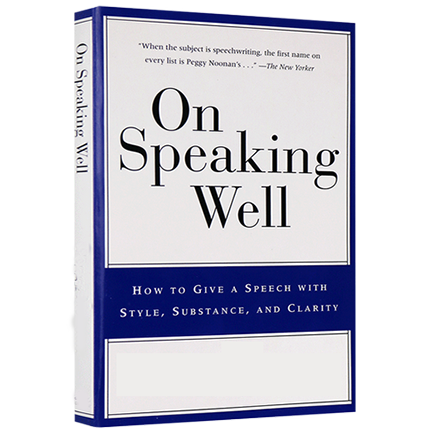 On Speaking Well
"When the subject is speechwriting, the first name on
every list is Peggy Noonan's . . ." —The New Yorker
On
Speaking
Well
How to Give a Speech with
Style, Substance, and Clarity